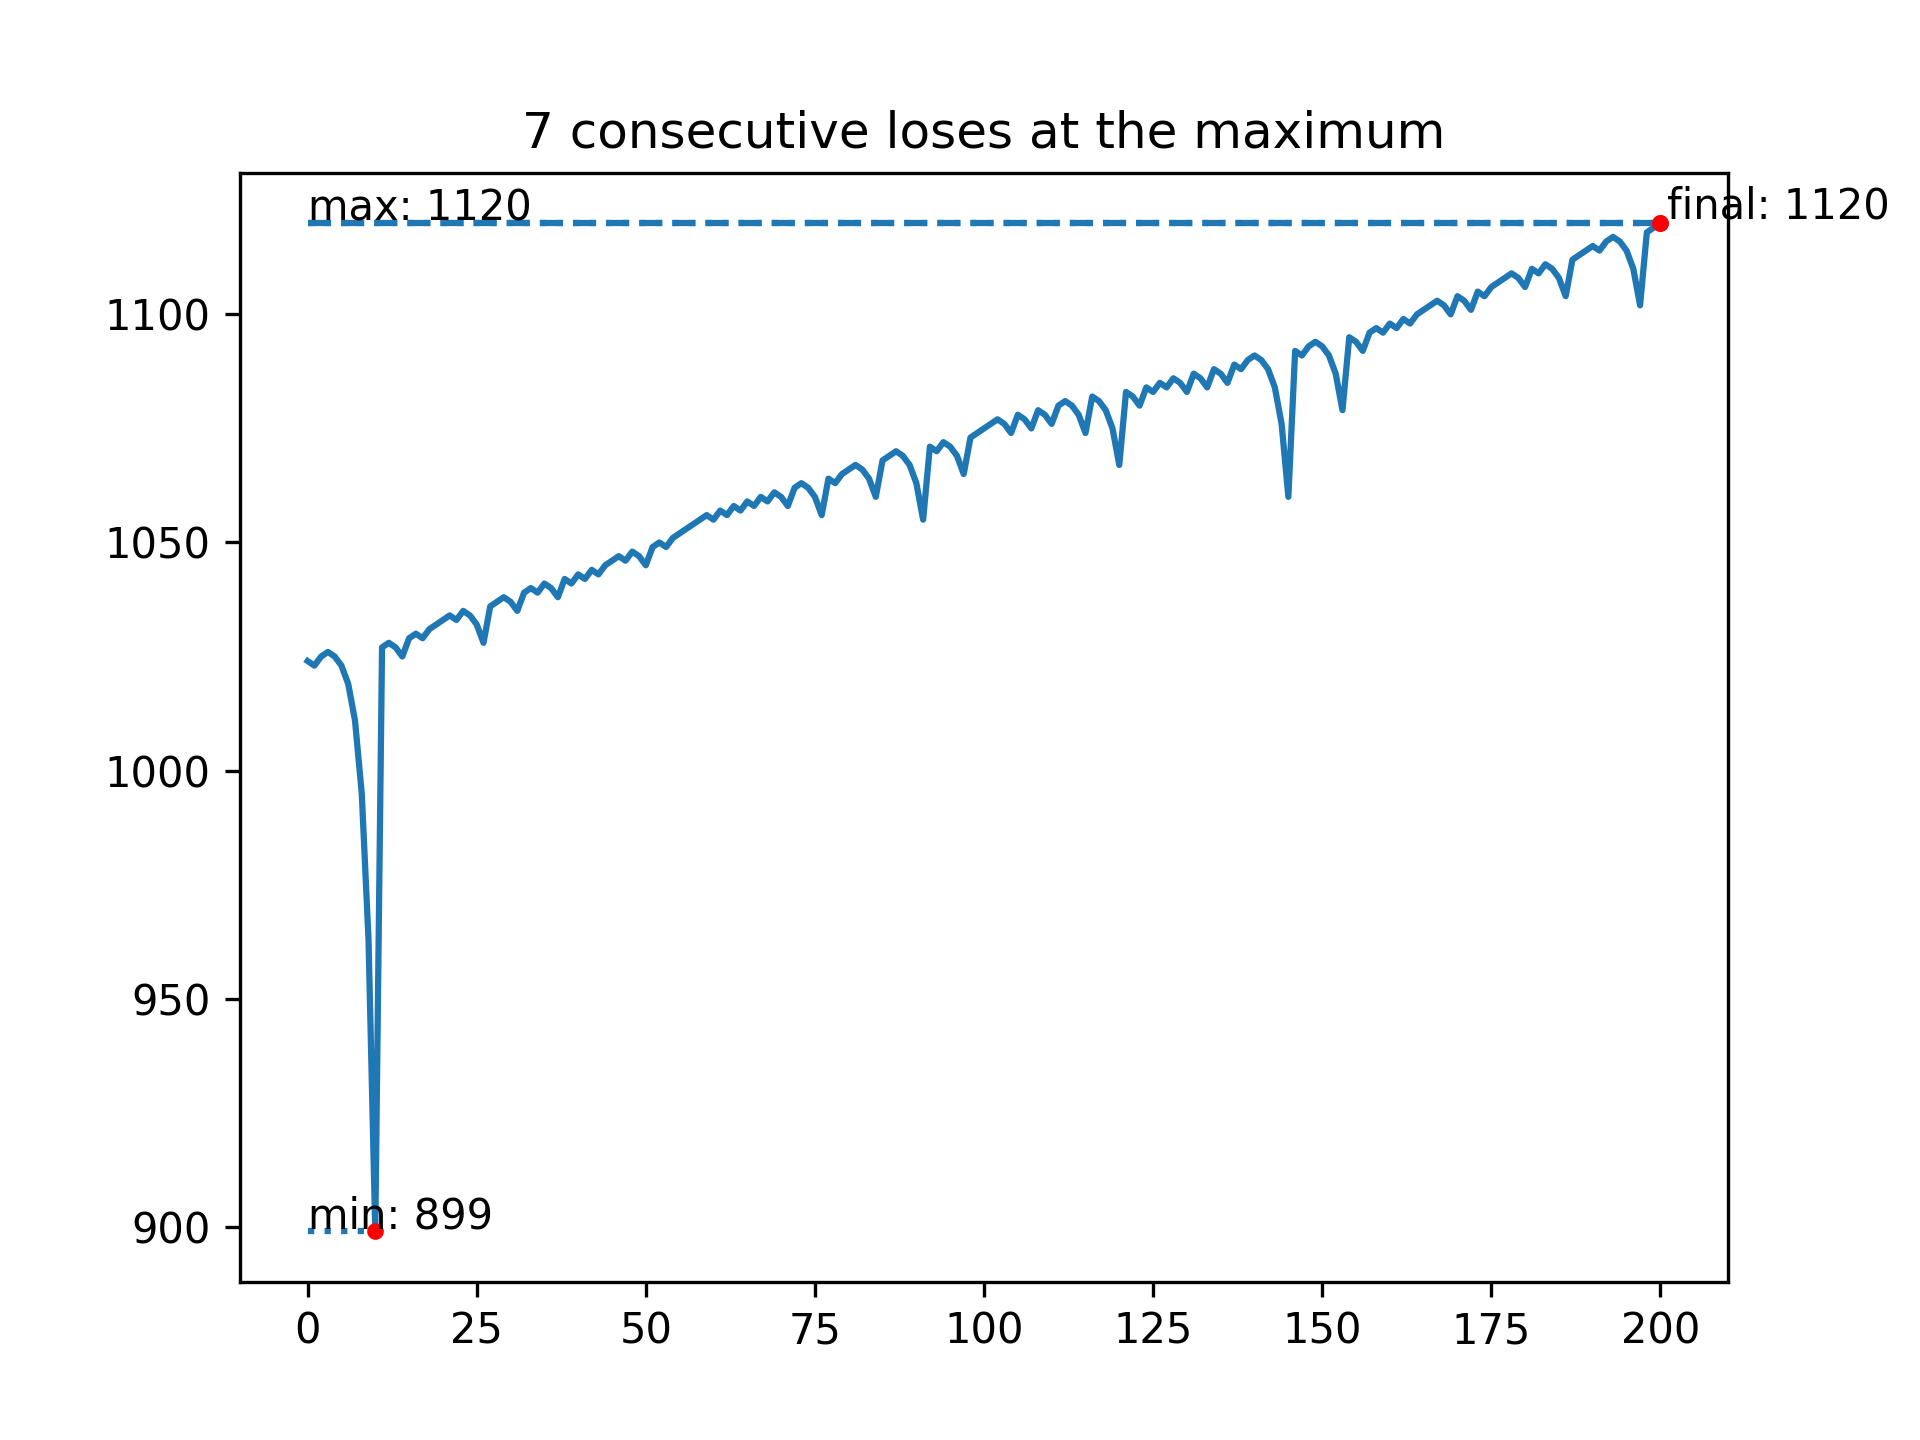 7 consecutive loses at the maximum
max: 1120
final: 1120
1100
1050
1000
950
900
min: 899
0 25 50 75 100 125 150 175 200